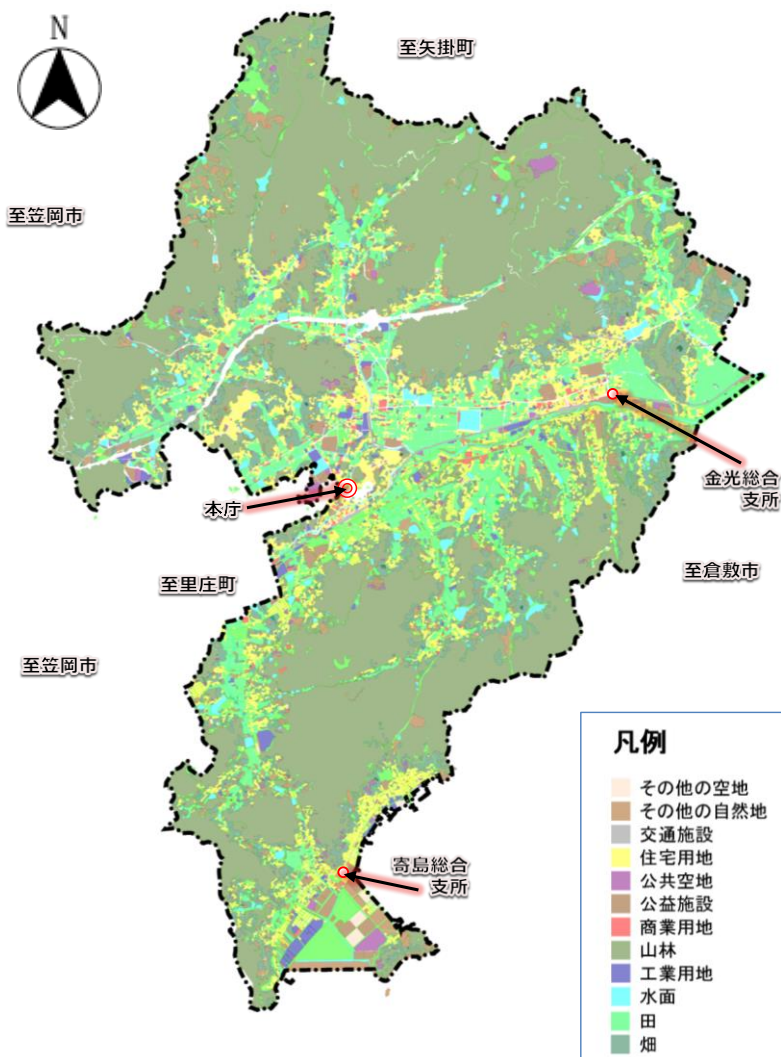 N
至矢掛町
至笠岡市
金光総合
支所
本庁
至倉敷市
至里庄町
至笠岡市
寄島総合
支所
凡例
その他の空地
その他の自然地
交通施設
住宅用地
公共空地
公益施設
商業用地
山林
工業用地
水面
田
畑